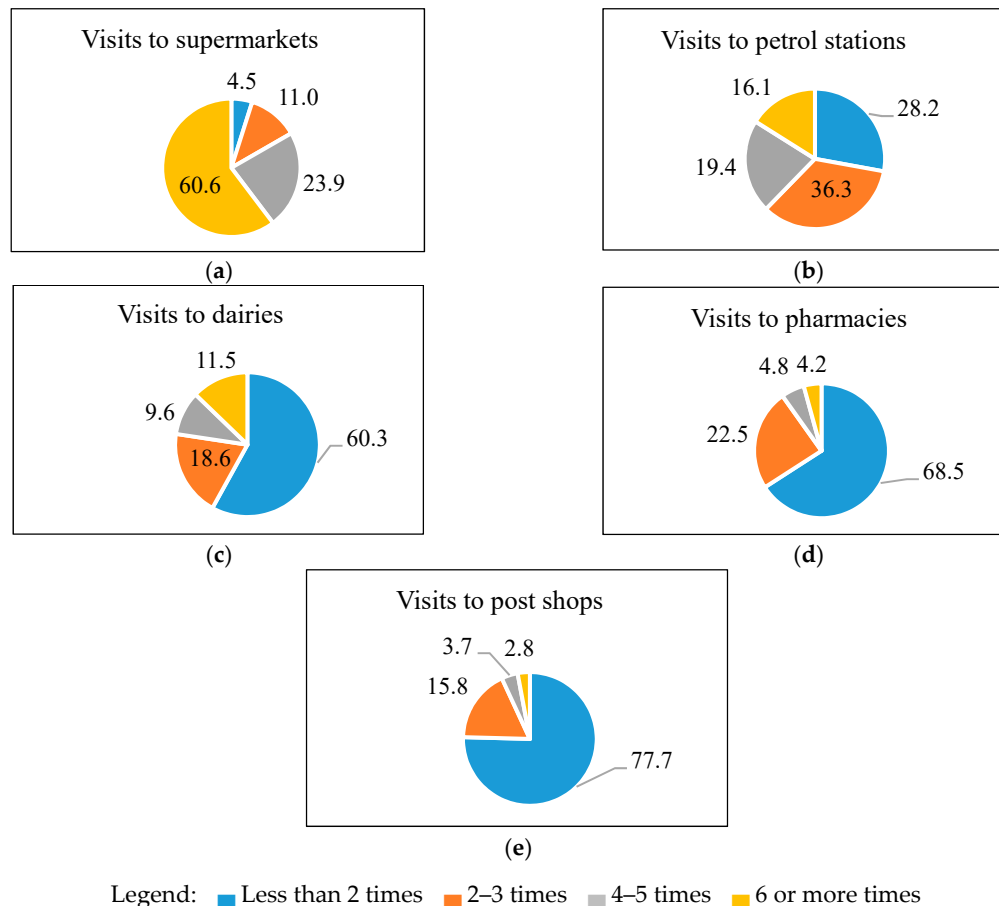 Visits to supermarkets
4.5
11.0
23.9
60.6
(a)
Visits to petrol stations
16.1
28.2
19.4
36.3
(b)
Visits to dairies
11.5
9.6
60.3
18.6
(c)
Visits to pharmacies
4.8 4.2
22.5
68.5
(d)
Visits to post shops
3.7 2.8
15.8
77.7
(e)
Legend: Less than 2 times 2–3 times 4–5 times 6 or more times